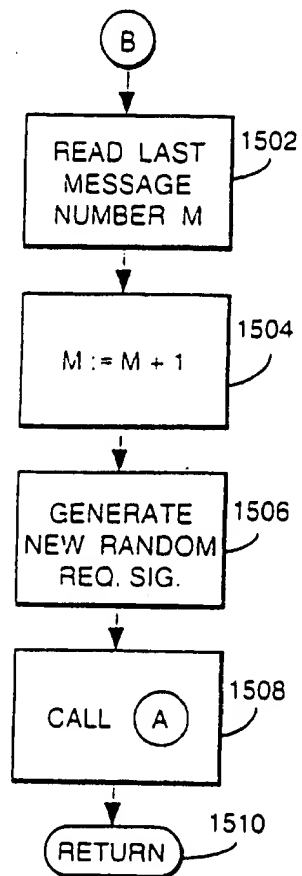 B
READ LAST
MESSAGE
NUMBER M
1502
M := M + 1
1504
GENERATE
NEW RANDOM
REQ. SIG.
1506
CALL A
1508
RETURN
1510